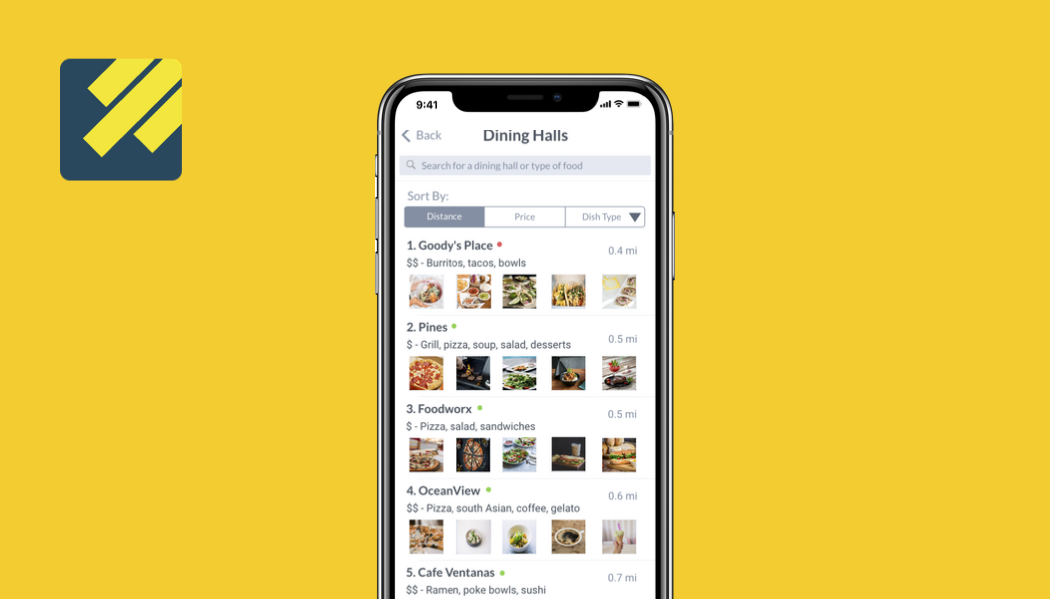 9:41
Back
Dining Halls
Search for a dining hall or type of food
Sort By:
Distance Price Dish Type
1. Goody's Place 0.4 mi
$$ - Burritos, tacos, bowls
2. Pines 0.5 mi
$ - Grill, pizza, soup, salad, desserts
3. Foodworx 0.5 mi
$ - Pizza, salad, sandwiches
4. OceanView 0.6 mi
$$ - Pizza, south Asian, coffee, gelato
5. Cafe Ventanas 0.7 mi
$$ - Ramen, poke bowls, sushi